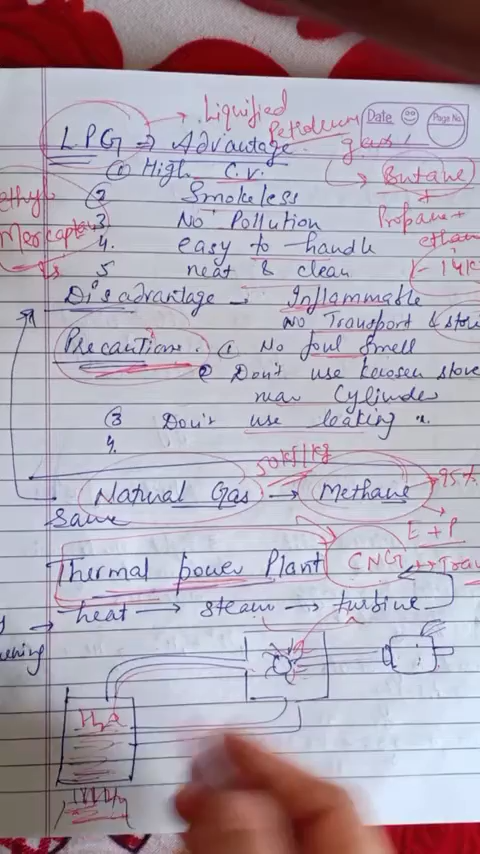 Liquified
Petroleum
gas
Date
Page No
LPG ⇒ Advantage
① High C.V.
② Smokeless
3 No Pollution
4. easy to handle
5 neat & clean
Butane
+
Propane +
Mercaptan
Disadvantage → Inflammable
No Transport &
Precautions. ① No foul Smell
② Don't use kerosen stove
near Cylinder
③ Don't use leaking "
4.
50 kJ/kg
Natural Gas → Methane → 95%
Same
E + P
Thermal power Plant
CNG →
→ heat → steam → turbine
H₂O